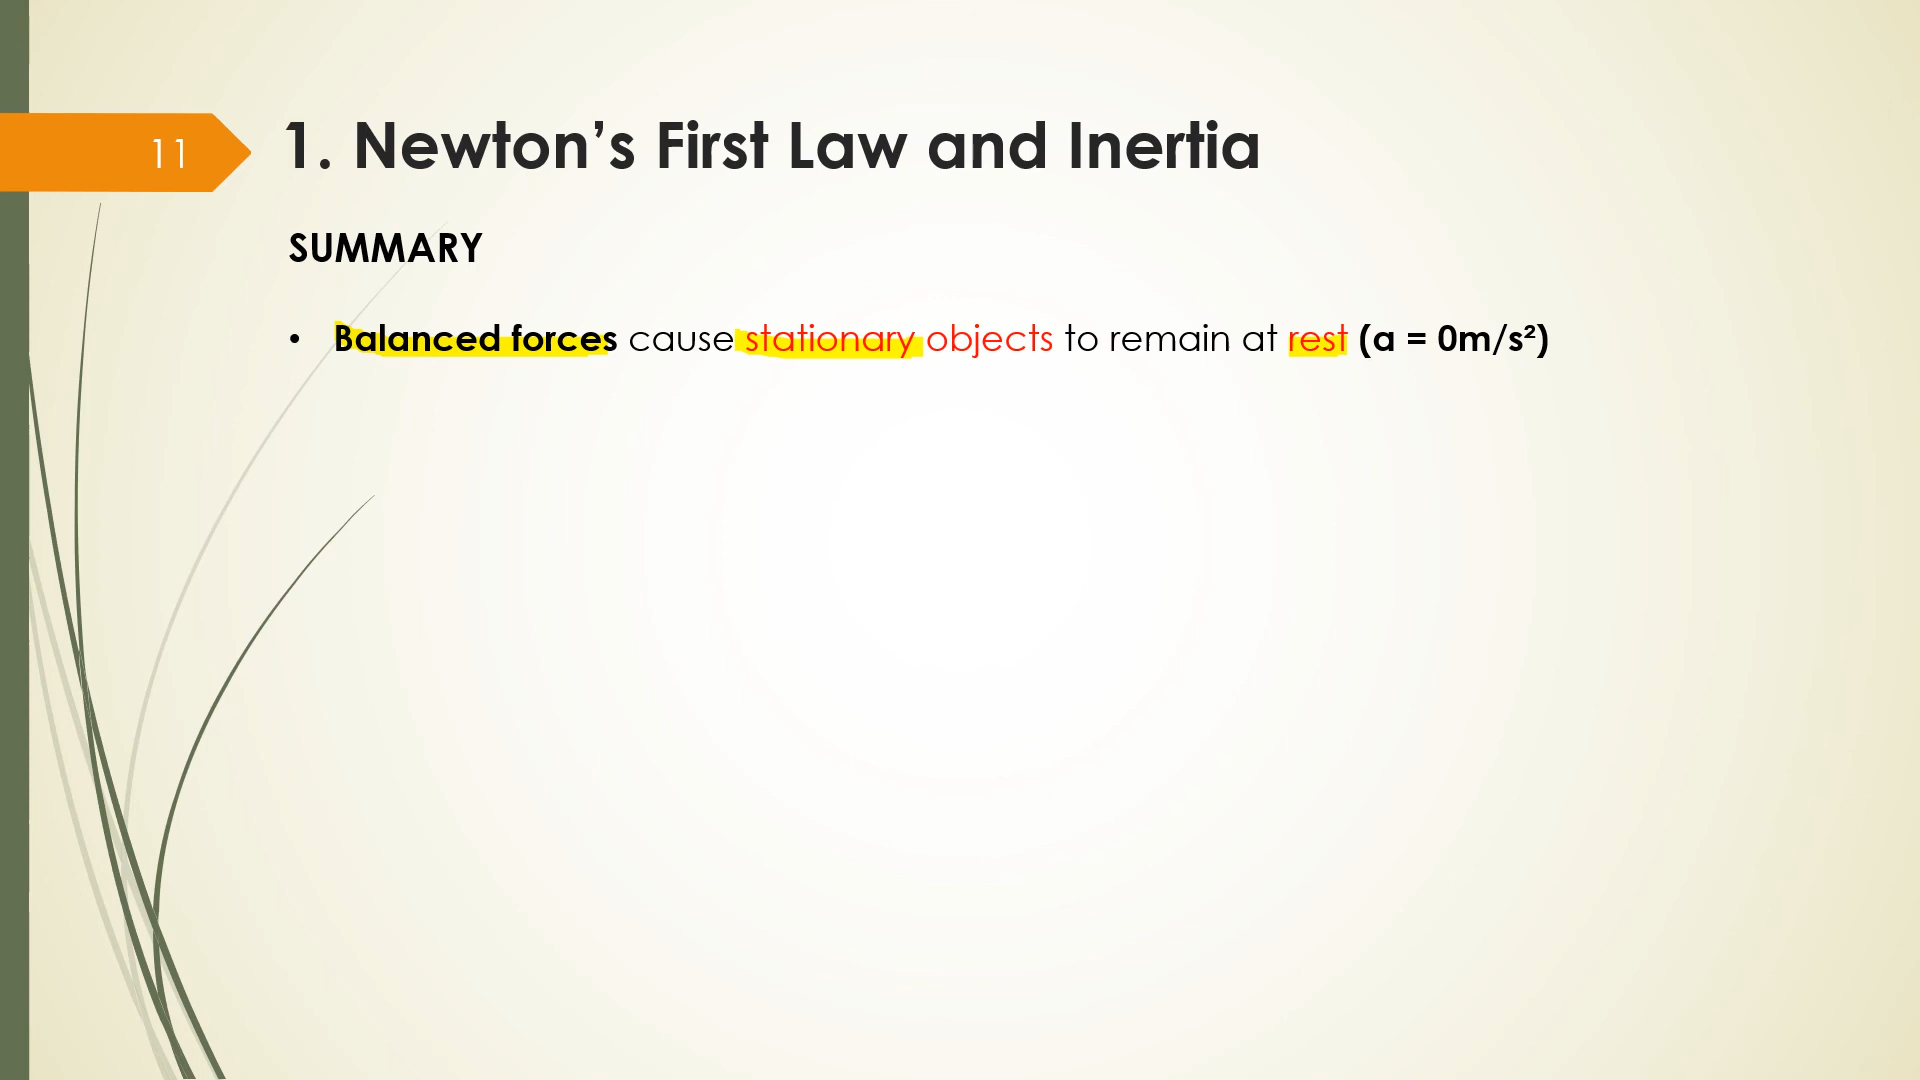 11
1. Newton’s First Law and Inertia
SUMMARY
• Balanced forces cause stationary objects to remain at rest (a = 0m/s²)